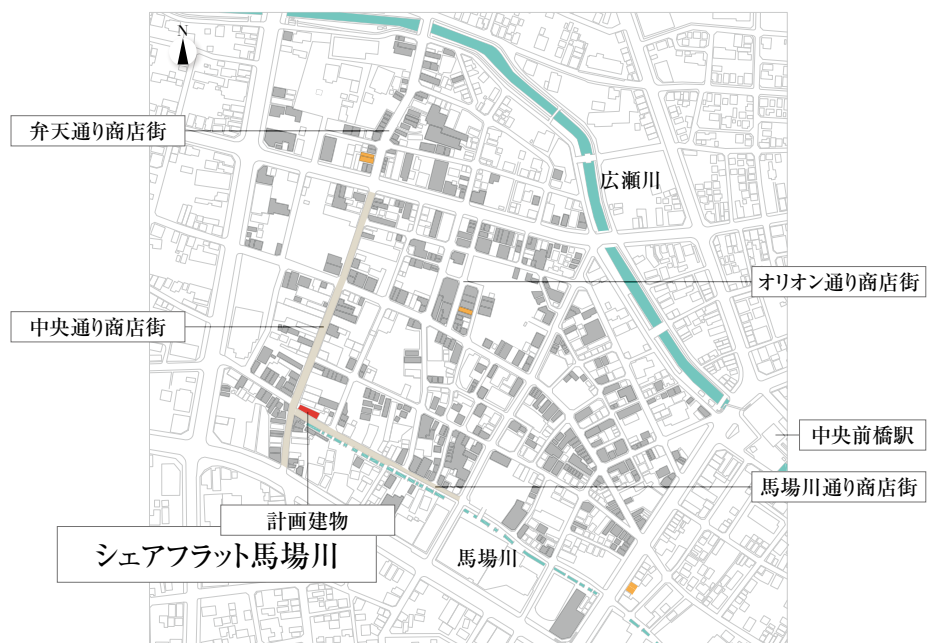 N
弁天通り商店街
広瀬川
オリオン通り商店街
中央通り商店街
中央前橋駅
馬場川通り商店街
計画建物
シェアフラット馬場川
馬場川